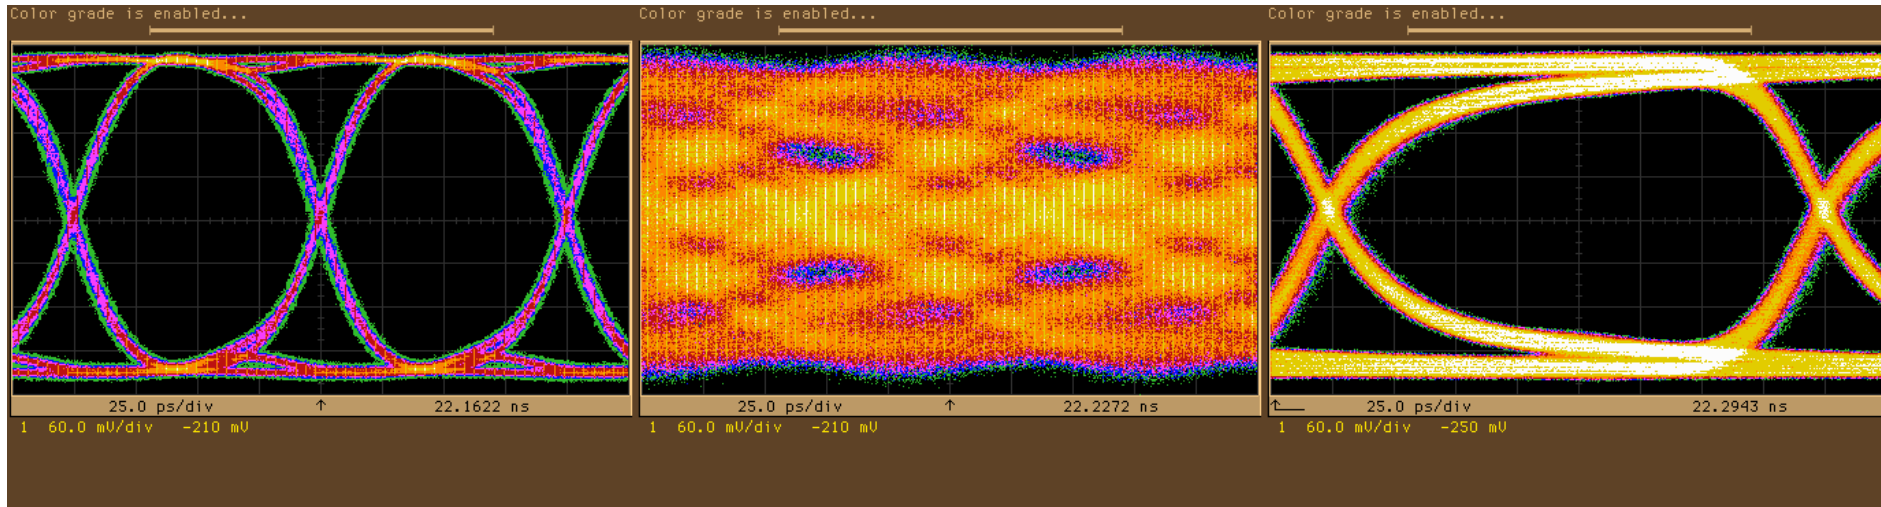 Color grade is enabled...
25.0 ps/div ↑ 22.1622 ns
1 60.0 mV/div -210 mV
Color grade is enabled...
25.0 ps/div ↑ 22.2272 ns
1 60.0 mV/div -210 mV
Color grade is enabled...
25.0 ps/div 22.2943 ns
1 60.0 mV/div -250 mV